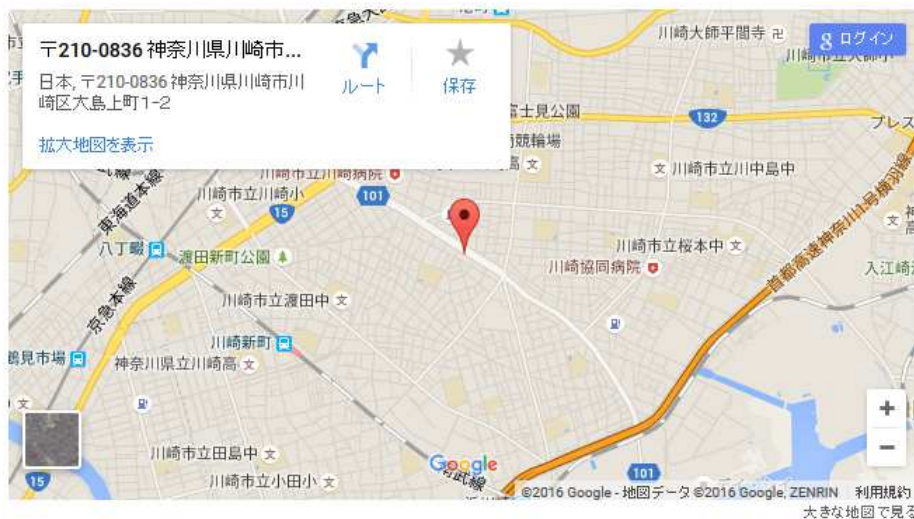 〒210-0836 神奈川県川崎市...
日本, 〒210-0836 神奈川県川崎市川
崎区大島上町1-2
ルート
保存
拡大地図を表示
g ログイン
川崎大師平間寺
富士見公園
132
競輪場
川崎市立川中島中
川崎市立川崎病院
東海道本線
川崎市立川崎小
101
15
八丁畷
渡田新町公園
川崎市立桜本中
川崎協同病院
首都高速神奈川1号横羽線
入江崎
京急本線
川崎市立渡田中
川崎新町
鶴見市場
神奈川県立川崎高
川崎市立田島中
川崎市立小田小
15
Google
南武線
101
+
−
©2016 Google - 地図データ ©2016 Google, ZENRIN
利用規約
大きな地図で見る